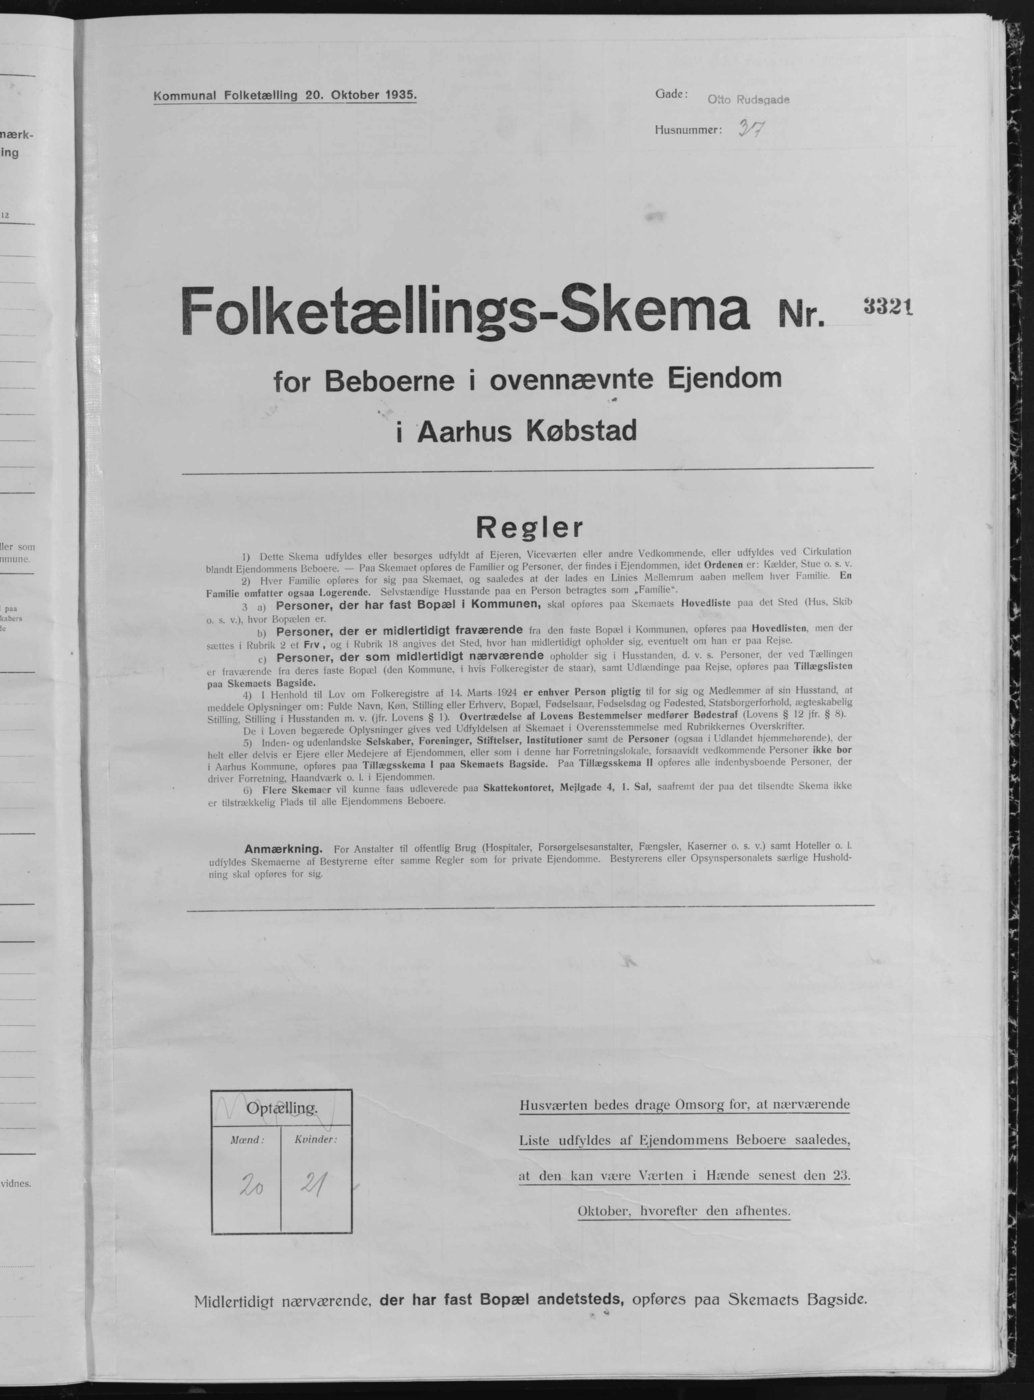 nærk-
ing
12
ller som
nmune.
paa
kabers
vidnes.
Kommunal Folketælling 20. Oktober 1935.
Gade: Otto Rudsgade
Husnummer: 37
Folketællings-Skema Nr. 3321
for Beboerne i ovennævnte Ejendom
i Aarhus Købstad
Regler
1) Dette Skema udfyldes eller besørges udfyldt af Ejeren, Viceværten eller andre Vedkommende, eller udfyldes ved Cirkulation
blandt Ejendommens Beboere. — Paa Skemaet opføres de Familier og Personer, der findes i Ejendommen, idet Ordenen er: Kælder, Stue o. s. v.
2) Hver Familie opføres for sig paa Skemaet, og saaledes at der lades en Linies Mellemrum aaben mellem hver Familie. En
Familie omfatter ogsaa Logerende. Selvstændige Husstande paa en Person betragtes som „Familie“.
3 a) Personer, der har fast Bopæl i Kommunen, skal opføres paa Skemaets Hovedliste paa det Sted (Hus, Skib
o. s. v.), hvor Bopælen er.
b) Personer, der er midlertidigt fraværende fra den faste Bopæl i Kommunen, opføres paa Hovedlisten, men der
sættes i Rubrik 2 et Frv, og i Rubrik 18 angives det Sted, hvor han midlertidigt opholder sig, eventuelt om han er paa Rejse.
c) Personer, der som midlertidigt nærværende opholder sig i Husstanden, d. v. s. Personer, der ved Tællingen
er fraværende fra deres faste Bopæl (den Kommune, i hvis Folkeregister de staar), samt Udlændinge paa Rejse, opføres paa Tillægslisten
paa Skemaets Bagside.
4) I Henhold til Lov om Folkeregistre af 14. Marts 1924 er enhver Person pligtig til for sig og Medlemmer af sin Husstand, at
meddele Oplysninger om: Fulde Navn, Køn, Stilling eller Erhverv, Bopæl, Fødselsaar, Fødselsdag og Fødested, Statsborgerforhold, ægteskabelig
Stilling, Stilling i Husstanden m. v. (jfr. Lovens § 1). Overtrædelse af Lovens Bestemmelser medfører Bødestraf (Lovens § 12 jfr. § 8).
De i Loven begærede Oplysninger gives ved Udfyldelsen af Skemaet i Overensstemmelse med Rubrikkernes Overskrifter.
5) Inden- og udenlandske Selskaber, Foreninger, Stiftelser, Institutioner samt de Personer (ogsaa i Udlandet hjemmehørende), der
helt eller delvis er Ejere eller Medejere af Ejendommen, eller som i denne har Forretningslokale, forsaavidt vedkommende Personer ikke bor
i Aarhus Kommune, opføres paa Tillægsskema I paa Skemaets Bagside. Paa Tillægsskema II opføres alle indenbysboende Personer, der
driver Forretning, Haandværk o. l. i Ejendommen.
6) Flere Skemaer vil kunne faas udleverede paa Skattekontoret, Mejlgade 4, 1. Sal, saafremt der paa det tilsendte Skema ikke
er tilstrækkelig Plads til alle Ejendommens Beboere.
Anmærkning. For Anstalter til offentlig Brug (Hospitaler, Forsørgelsesanstalter, Fængsler, Kaserner o. s. v.) samt Hoteller o. l.
udfyldes Skemaerne af Bestyrerne efter samme Regler som for private Ejendomme. Bestyrerens eller Opsynspersonalets særlige Hushold-
ning skal opføres for sig.
Optælling.
Mænd: Kvinder:
20 21
Husværten bedes drage Omsorg for, at nærværende
Liste udfyldes af Ejendommens Beboere saaledes,
at den kan være Værten i Hænde senest den 23.
Oktober, hvorefter den afhentes.
Midlertidigt nærværende, der har fast Bopæl andetsteds, opføres paa Skemaets Bagside.